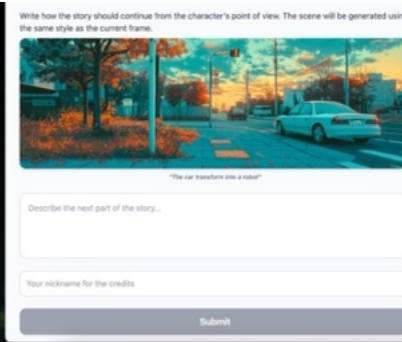 Write how the story should continue from the character's point of view. The scene will be generated usin
the same style as the current frame.
"The car transform into a robot"
Describe the next part of the story...
Your nickname for the credits
Submit